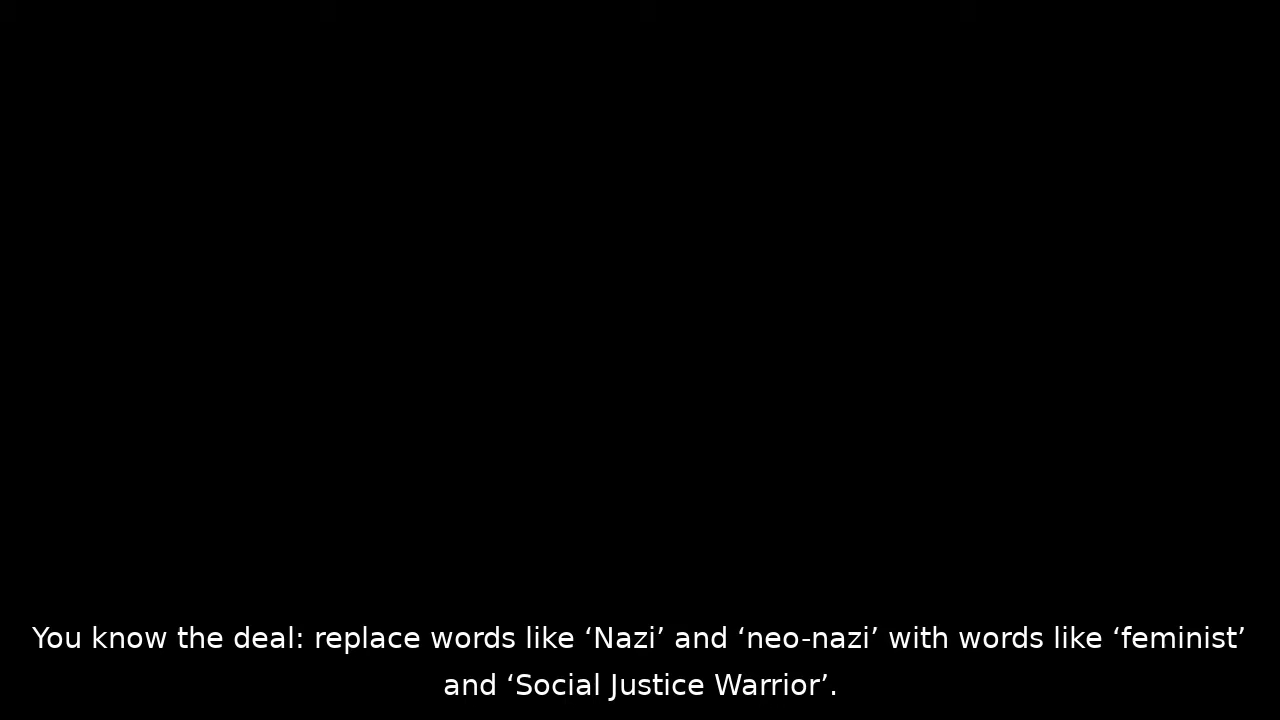 You know the deal: replace words like ‘Nazi’ and ‘neo-nazi’ with words like ‘feminist’
and ‘Social Justice Warrior’.